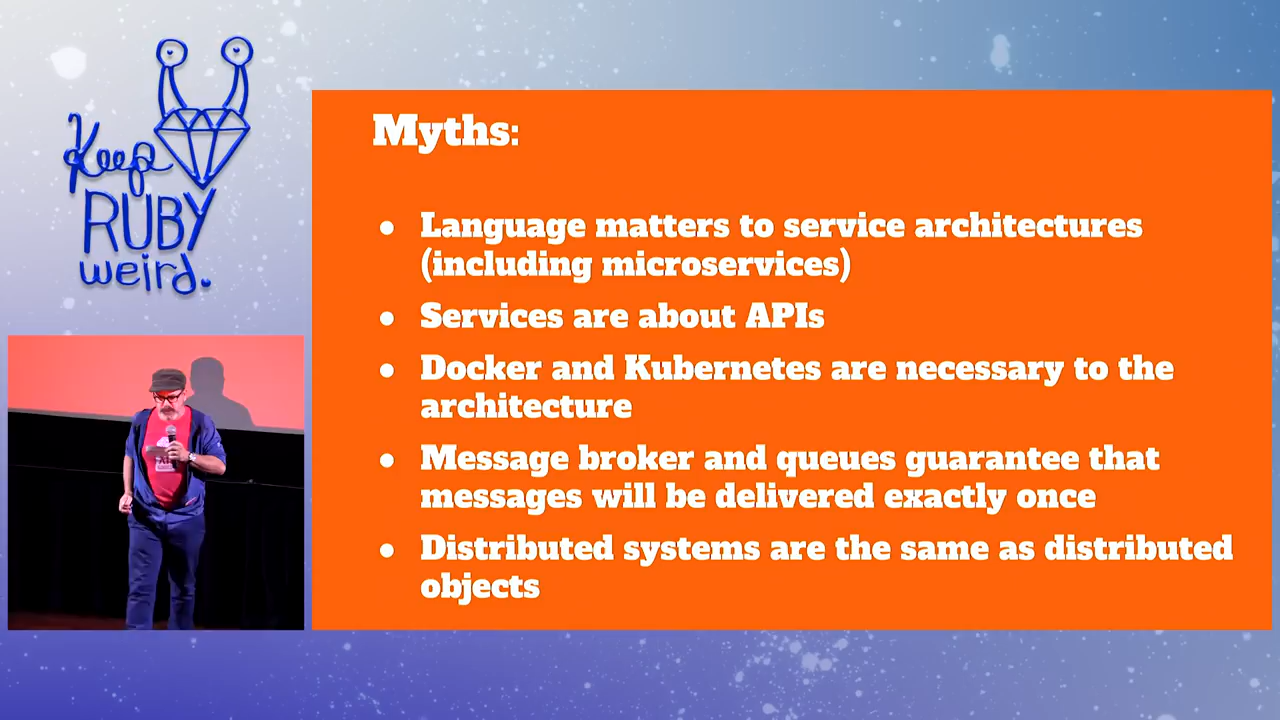 Keep
RUBY
weird.
Myths:
● Language matters to service architectures
(including microservices)
● Services are about APIs
● Docker and Kubernetes are necessary to the
architecture
● Message broker and queues guarantee that
messages will be delivered exactly once
● Distributed systems are the same as distributed
objects